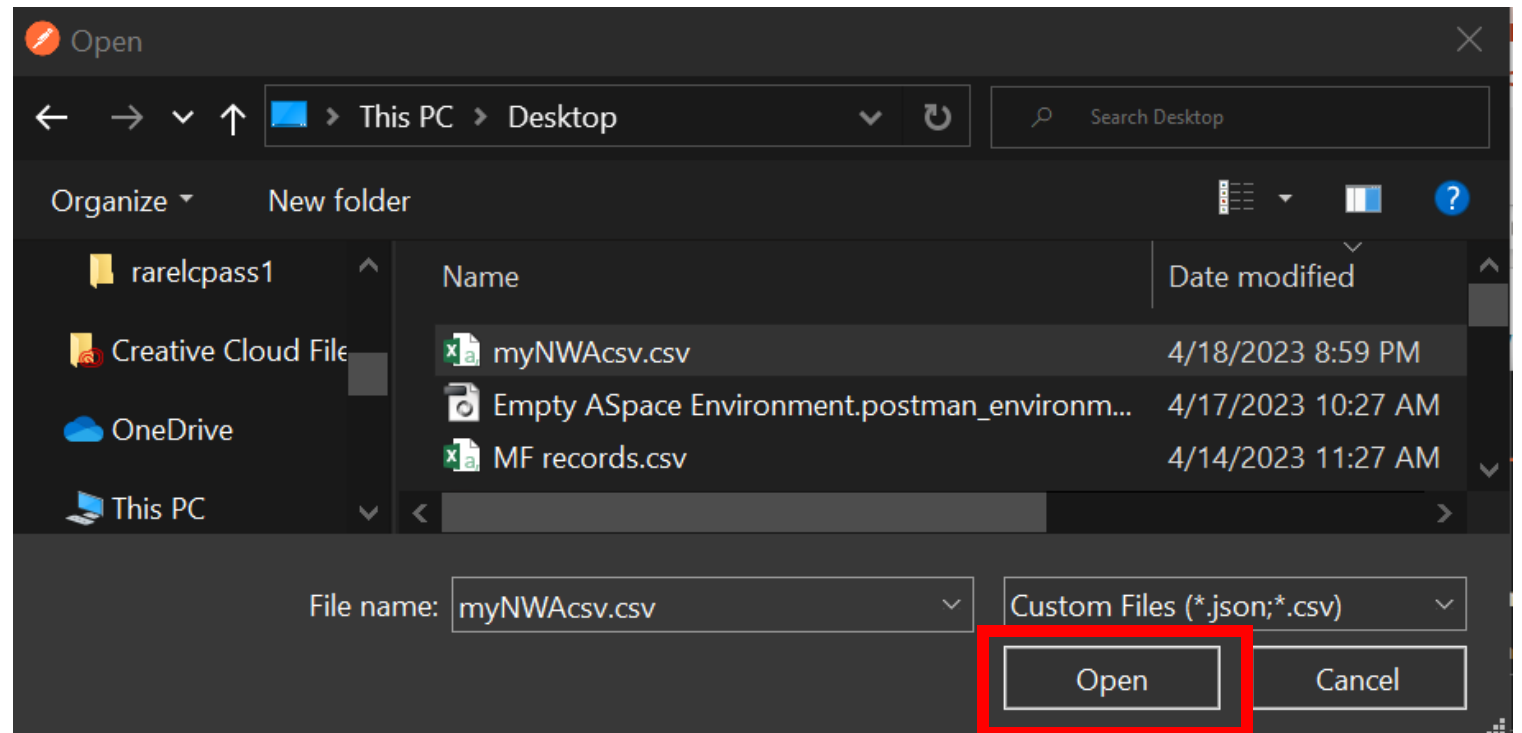 Open
This PC > Desktop
Search Desktop
Organize
New folder
rarelcpass1
Creative Cloud File
OneDrive
This PC
Name
Date modified
myNWAcsv.csv
4/18/2023 8:59 PM
Empty ASpace Environment.postman_environm...
4/17/2023 10:27 AM
MF records.csv
4/14/2023 11:27 AM
File name:
myNWAcsv.csv
Custom Files (*.json;*.csv)
Open
Cancel